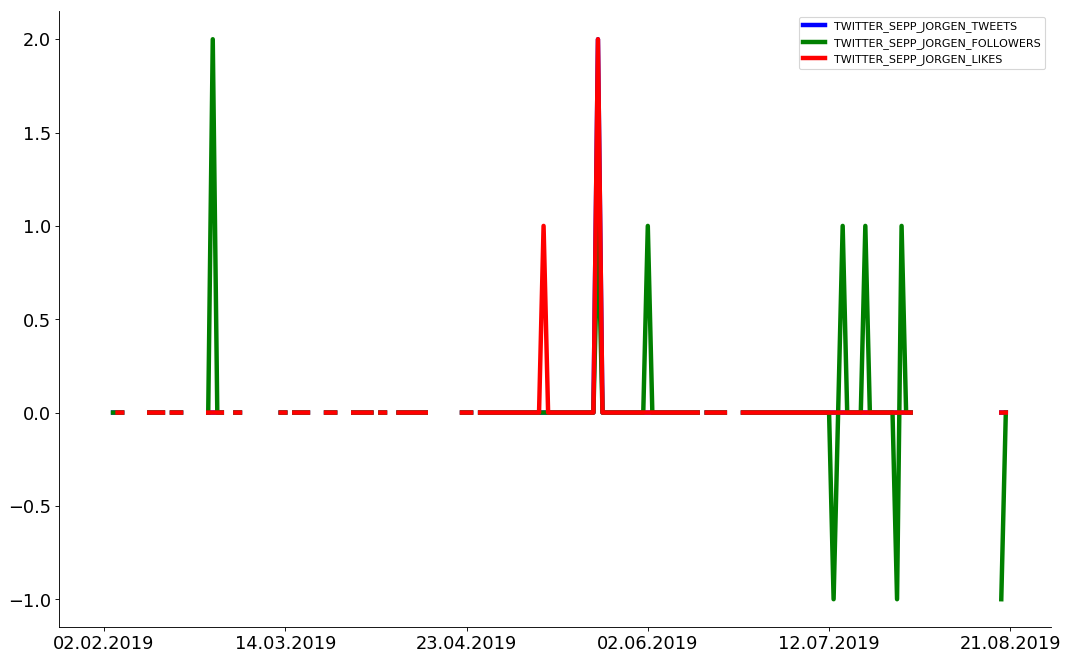 TWITTER_SEPP_JORGEN_TWEETS
TWITTER_SEPP_JORGEN_FOLLOWERS
TWITTER_SEPP_JORGEN_LIKES
2.0
1.5
1.0
0.5
0.0
−0.5
−1.0
02.02.2019 14.03.2019 23.04.2019 02.06.2019 12.07.2019 21.08.2019